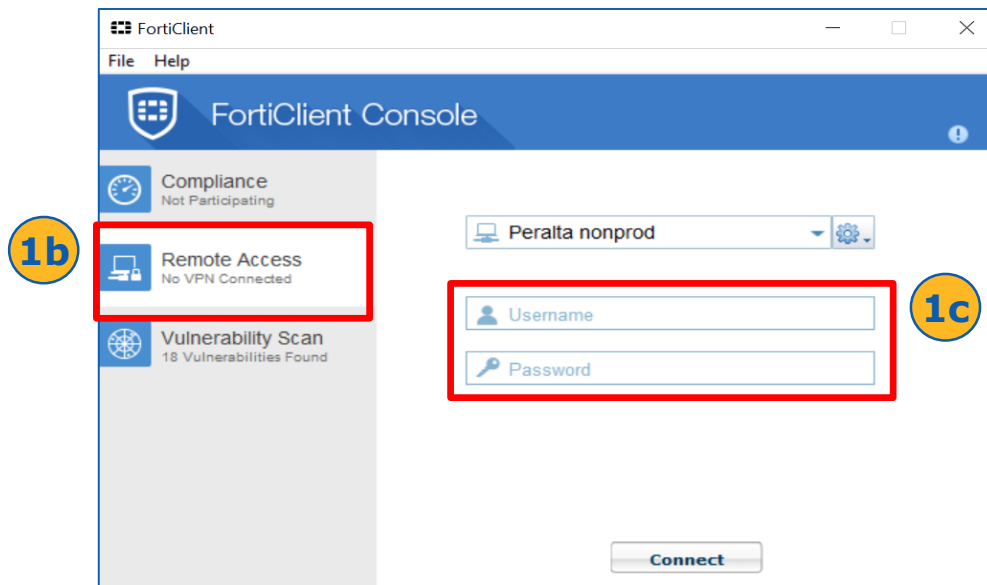 FortiClient
File Help
FortiClient Console
Compliance
Not Participating
1b
Remote Access
No VPN Connected
Vulnerability Scan
18 Vulnerabilities Found
Peralta nonprod
Username
Password
1c
Connect